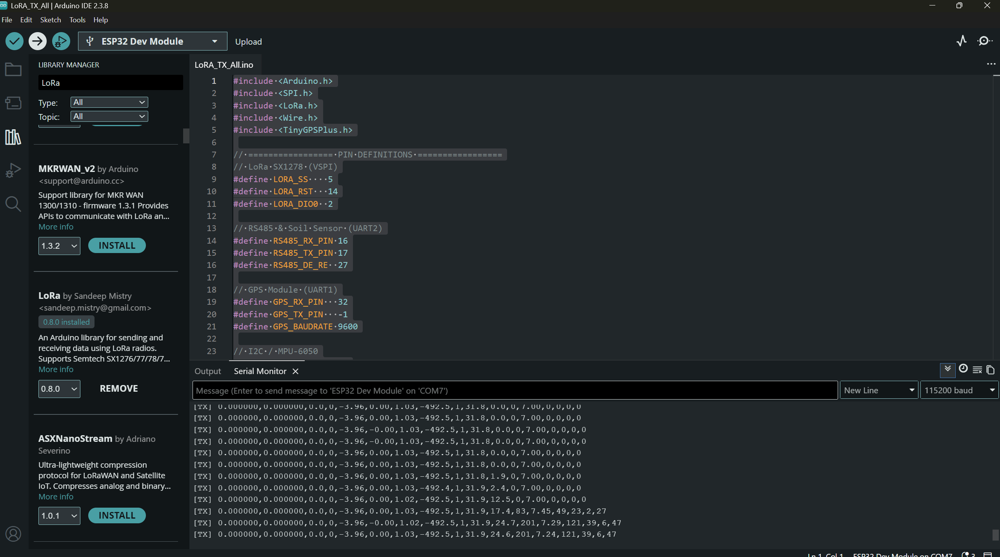 LoRA_TX_All | Arduino IDE 2.3.8
File Edit Sketch Tools Help
ESP32 Dev Module
Upload
LIBRARY MANAGER
LoRa
Type: All
Topic: All
MKRWAN_v2 by Arduino
<support@arduino.cc>
Support library for MKR WAN
1300/1310 - firmware 1.3.1 Provides
APIs to communicate with LoRa an...
More info
1.3.2 INSTALL
LoRa by Sandeep Mistry
<sandeep.mistry@gmail.com>
0.8.0 installed
An Arduino library for sending and
receiving data using LoRa radios.
Supports Semtech SX1276/77/78/7...
More info
0.8.0 REMOVE
ASXNanoStream by Adriano
Severino
Ultra-lightweight compression
protocol for LoRaWAN and Satellite
IoT. Compresses analog and binary...
More info
1.0.1 INSTALL
LoRA_TX_All.ino
1 #include <Arduino.h>
2 #include <SPI.h>
3 #include <LoRa.h>
4 #include <Wire.h>
5 #include <TinyGPSPlus.h>
6
7 // ================= PIN DEFINITIONS =================
8 // LoRa SX1278 (VSPI)
9 #define LORA_SS    5
10 #define LORA_RST   14
11 #define LORA_DIO0  2
12
13 // RS485 & Soil Sensor (UART2)
14 #define RS485_RX_PIN 16
15 #define RS485_TX_PIN 17
16 #define RS485_DE_RE  27
17
18 // GPS Module (UART1)
19 #define GPS_RX_PIN   32
20 #define GPS_TX_PIN   -1
21 #define GPS_BAUDRATE 9600
22
23 // I2C / MPU-6050
Output Serial Monitor
Message (Enter to send message to 'ESP32 Dev Module' on 'COM7') New Line 115200 baud
[TX] 0.000000,0.000000,0.0,0,-3.96,0.00,1.03,-492.5,1,31.8,0.0,0,7.00,0,0,0,0
[TX] 0.000000,0.000000,0.0,0,-3.96,0.00,1.03,-492.5,1,31.8,0.0,0,7.00,0,0,0,0
[TX] 0.000000,0.000000,0.0,0,-3.96,-0.00,1.03,-492.5,1,31.8,0.0,0,7.00,0,0,0,0
[TX] 0.000000,0.000000,0.0,0,-3.96,-0.00,1.03,-492.5,1,31.8,0.0,0,7.00,0,0,0,0
[TX] 0.000000,0.000000,0.0,0,-3.96,0.00,1.03,-492.5,1,31.8,0.0,0,7.00,0,0,0,0
[TX] 0.000000,0.000000,0.0,0,-3.96,0.00,1.03,-492.5,1,31.8,0.0,0,7.00,0,0,0,0
[TX] 0.000000,0.000000,0.0,0,-3.96,0.00,1.03,-492.5,1,31.8,1.9,0,7.00,0,0,0,0
[TX] 0.000000,0.000000,0.0,0,-3.96,0.00,1.03,-492.4,1,31.9,2.4,0,7.00,0,0,0,0
[TX] 0.000000,0.000000,0.0,0,-3.96,0.00,1.02,-492.5,1,31.9,12.5,0,7.00,0,0,0,0
[TX] 0.000000,0.000000,0.0,0,-3.96,0.00,1.03,-492.5,1,31.9,17.4,83,7.45,49,23,2,27
[TX] 0.000000,0.000000,0.0,0,-3.96,-0.00,1.02,-492.5,1,31.9,24.7,201,7.29,121,39,6,47
[TX] 0.000000,0.000000,0.0,0,-3.96,0.00,1.03,-492.5,1,31.9,24.6,201,7.24,121,39,6,47
Ln 1, Col 1 ESP32 Dev Module on COM7 3